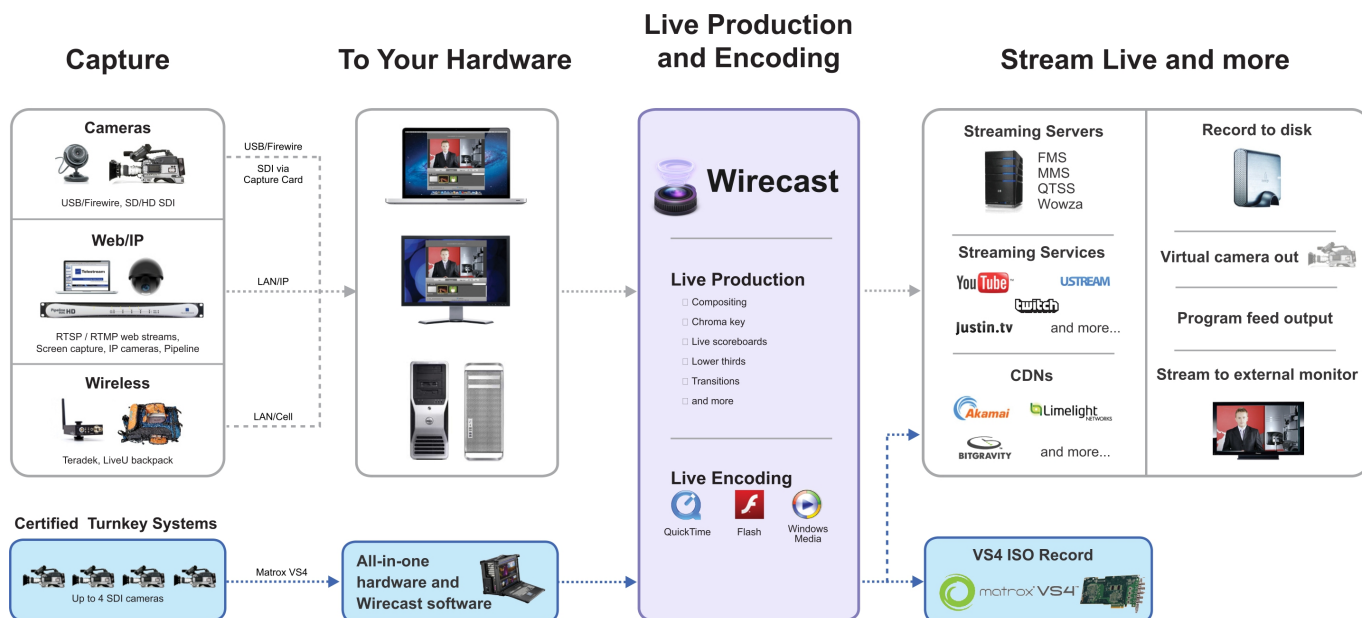 Capture
To Your Hardware
Live Production
and Encoding
Stream Live and more
Cameras
USB/Firewire, SD/HD SDI
Web/IP
Telestream
Pipeline HD
RTSP / RTMP web streams,
Screen capture, IP cameras, Pipeline
Wireless
Teradek, LiveU backpack
USB/Firewire
SDI via
Capture Card
LAN/IP
LAN/Cell
Wirecast
Live Production
Compositing
Chroma key
Live scoreboards
Lower thirds
Transitions
and more
Live Encoding
QuickTime
Flash
Windows
Media
Streaming Servers
FMS
MMS
QTSS
Wowza
Streaming Services
YouTube
USTREAM
twitch
justin.tv
and more...
CDNs
Akamai
Limelight
NETWORKS
BITGRAVITY
and more...
Record to disk
Virtual camera out
Program feed output
Stream to external monitor
Certified Turnkey Systems
Up to 4 SDI cameras
Matrox VS4
All-in-one
hardware and
Wirecast software
VS4 ISO Record
matrox VS4